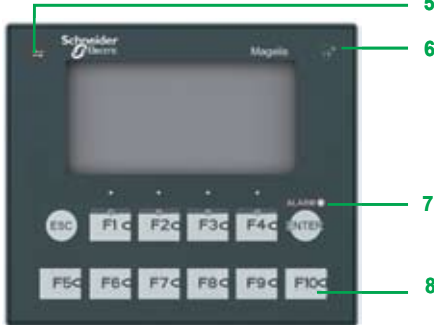 5
Schneider
Electric
Magelis
6
ALARM
7
ESC F1 F2 F3 F4 ENTER
F5 F6 F7 F8 F9 F10
8